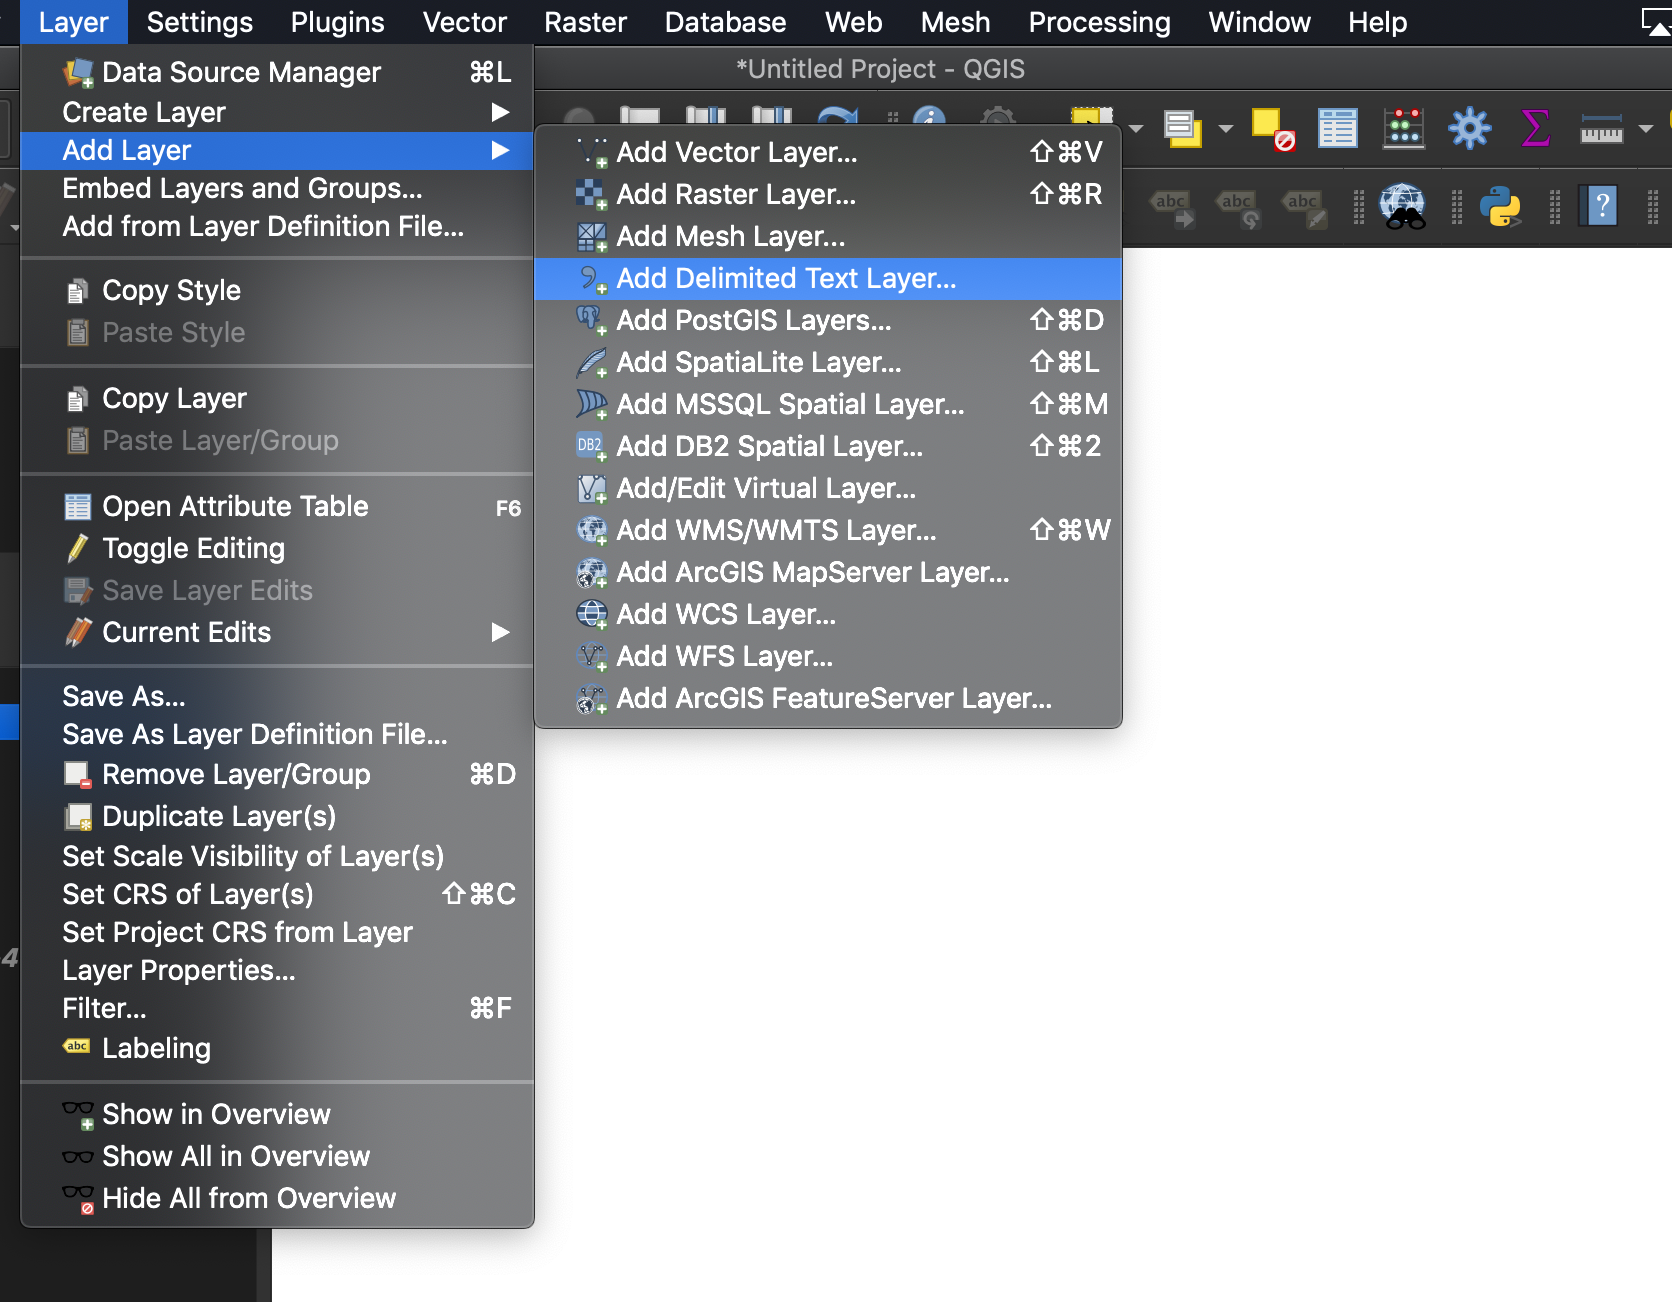 Layer Settings Plugins Vector Raster Database Web Mesh Processing Window Help
*Untitled Project - QGIS
Data Source Manager ⌘L
Create Layer ▶
Add Layer ▶
Embed Layers and Groups...
Add from Layer Definition File...
Copy Style
Paste Style
Copy Layer
Paste Layer/Group
Open Attribute Table F6
Toggle Editing
Save Layer Edits
Current Edits ▶
Save As...
Save As Layer Definition File...
Remove Layer/Group ⌘D
Duplicate Layer(s)
Set Scale Visibility of Layer(s)
Set CRS of Layer(s) ⇧⌘C
Set Project CRS from Layer
Layer Properties...
Filter... ⌘F
abc Labeling
Show in Overview
Show All in Overview
Hide All from Overview
Add Vector Layer... ⇧⌘V
Add Raster Layer... ⇧⌘R
Add Mesh Layer...
Add Delimited Text Layer...
Add PostGIS Layers... ⇧⌘D
Add SpatiaLite Layer... ⇧⌘L
Add MSSQL Spatial Layer... ⇧⌘M
DB2 Add DB2 Spatial Layer... ⇧⌘2
Add/Edit Virtual Layer...
Add WMS/WMTS Layer... ⇧⌘W
Add ArcGIS MapServer Layer...
Add WCS Layer...
Add WFS Layer...
Add ArcGIS FeatureServer Layer...
abc abc abc
4